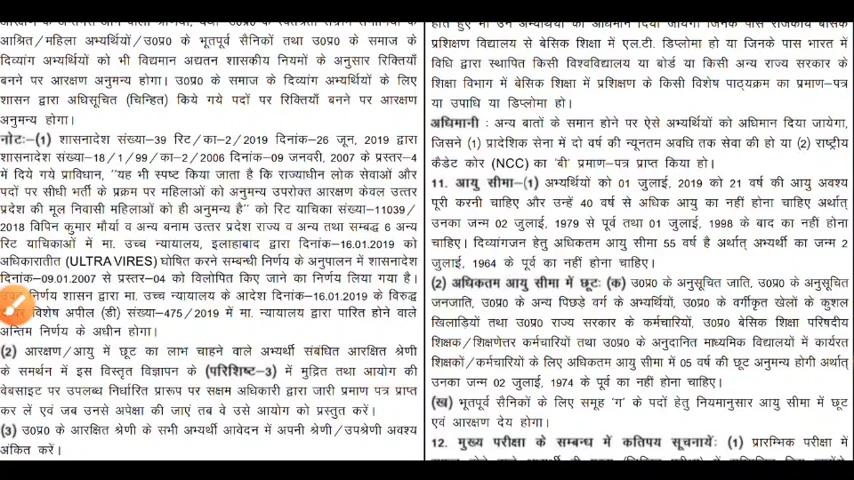 आश्रित/महिला अभ्यर्थियों/उ0प्र0 के भूतपूर्व सैनिकों तथा उ0प्र0 के समाज के
दिव्यांग अभ्यर्थियों को भी विद्यमान अद्यतन शासकीय नियमों के अनुसार रिक्तियाँ
बनने पर आरक्षण अनुमन्य होगा। उ0प्र0 के समाज के दिव्यांग अभ्यर्थियों के लिए
शासन द्वारा अधिसूचित (चिन्हित) किये गये पदों पर रिक्तियाँ बनने पर आरक्षण
अनुमन्य होगा।
नोटः-(1) शासनादेश संख्या-39 रिट/का-2/2019 दिनांक-26 जून, 2019 द्वारा
शासनादेश संख्या-18/1/99/का-2/2006 दिनांक-09 जनवरी, 2007 के प्रस्तर-4
में दिये गये प्राविधान, "यह भी स्पष्ट किया जाता है कि राज्याधीन लोक सेवाओं और
पदों पर सीधी भर्ती के प्रक्रम पर महिलाओं को अनुमन्य उपरोक्त आरक्षण केवल उत्तर
प्रदेश की मूल निवासी महिलाओं को ही अनुमन्य है" को रिट याचिका संख्या-11039/
2018 विपिन कुमार मौर्या व अन्य बनाम उत्तर प्रदेश राज्य व अन्य तथा सम्बद्ध 6 अन्य
रिट याचिकाओं में मा. उच्च न्यायालय, इलाहाबाद द्वारा दिनांक-16.01.2019 को
अधिकारातीत (ULTRA VIRES) घोषित करने सम्बन्धी निर्णय के अनुपालन में शासनादेश
दिनांक-09.01.2007 से प्रस्तर-04 को विलोपित किए जाने का निर्णय लिया गया है।
निर्णय शासन द्वारा मा. उच्च न्यायालय के आदेश दिनांक-16.01.2019 के विरुद्ध
विशेष अपील (डी) संख्या-475/2019 में मा. न्यायालय द्वारा पारित होने वाले
अन्तिम निर्णय के अधीन होगा।
(2) आरक्षण/आयु में छूट का लाभ चाहने वाले अभ्यर्थी संबंधित आरक्षित श्रेणी
के समर्थन में इस विस्तृत विज्ञापन के (परिशिष्ट-3) में मुद्रित तथा आयोग की
वेबसाइट पर उपलब्ध निर्धारित प्रारूप पर सक्षम अधिकारी द्वारा जारी प्रमाण पत्र प्राप्त
कर लें एवं जब उनसे अपेक्षा की जाएं तब वे उसे आयोग को प्रस्तुत करें।
(3) उ0प्र0 के आरक्षित श्रेणी के सभी अभ्यर्थी आवेदन में अपनी श्रेणी/उपश्रेणी अवश्य
अंकित करें।
होते हुए भी उन अभ्यर्थियों को अधिमान दिया जायेगा जिनके पास राजकीय बेसिक
प्रशिक्षण विद्यालय से बेसिक शिक्षा में एल.टी. डिप्लोमा हो या जिनके पास भारत में
विधि द्वारा स्थापित किसी विश्वविद्यालय या बोर्ड या किसी अन्य राज्य सरकार के
शिक्षा विभाग में बेसिक शिक्षा में प्रशिक्षण के किसी विशेष पाठ्यक्रम का प्रमाण-पत्र
या उपाधि या डिप्लोमा हो।
अधिमानी : अन्य बातों के समान होने पर ऐसे अभ्यर्थियों को अधिमान दिया जायेगा,
जिसने (1) प्रादेशिक सेना में दो वर्ष की न्यूनतम अवधि तक सेवा की हो या (2) राष्ट्रीय
कैडेट कोर (NCC) का 'बी' प्रमाण-पत्र प्राप्त किया हो।
11. आयु सीमा-(1) अभ्यर्थियों को 01 जुलाई, 2019 को 21 वर्ष की आयु अवश्य
पूरी करनी चाहिए और उन्हें 40 वर्ष से अधिक आयु का नहीं होना चाहिए अर्थात्
उनका जन्म 02 जुलाई, 1979 से पूर्व तथा 01 जुलाई, 1998 के बाद का नहीं होना
चाहिए। दिव्यांगजन हेतु अधिकतम आयु सीमा 55 वर्ष है अर्थात् अभ्यर्थी का जन्म 2
जुलाई, 1964 के पूर्व का नहीं होना चाहिए।
(2) अधिकतम आयु सीमा में छूटः (क) उ0प्र0 के अनुसूचित जाति, उ0प्र0 के अनुसूचित
जनजाति, उ0प्र0 के अन्य पिछड़े वर्ग के अभ्यर्थियों, उ0प्र0 के वर्गीकृत खेलों के कुशल
खिलाड़ियों तथा उ0प्र0 राज्य सरकार के कर्मचारियों, उ0प्र0 बेसिक शिक्षा परिषदीय
शिक्षक/शिक्षणेत्तर कर्मचारियों तथा उ0प्र0 के अनुदानित माध्यमिक विद्यालयों में कार्यरत
शिक्षकों/कर्मचारियों के लिए अधिकतम आयु सीमा में 05 वर्ष की छूट अनुमन्य होगी अर्थात्
उनका जन्म 02 जुलाई, 1974 के पूर्व का नहीं होना चाहिए।
(ख) भूतपूर्व सैनिकों के लिए समूह 'ग' के पदों हेतु नियमानुसार आयु सीमा में छूट
एवं आरक्षण देय होगा।
12. मुख्य परीक्षा के सम्बन्ध में कतिपय सूचनायेंः (1) प्रारम्भिक परीक्षा में